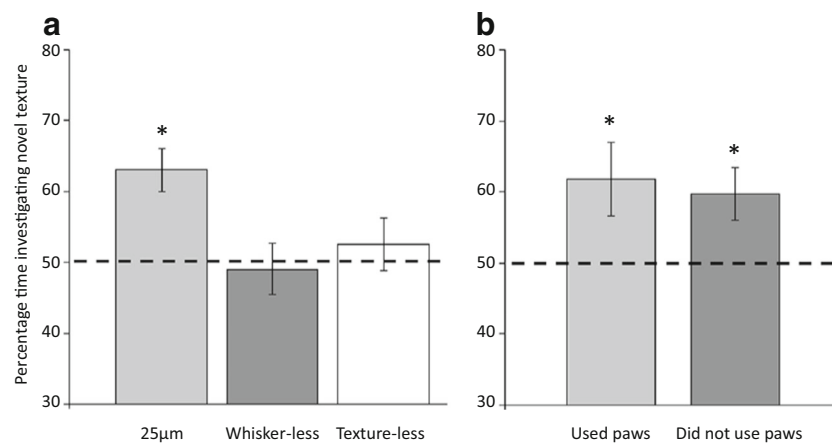 a
b
Percentage time investigating novel texture
80
70
60
50
40
30
*
25μm
Whisker-less
Texture-less
80
70
60
50
40
30
*
*
Used paws
Did not use paws